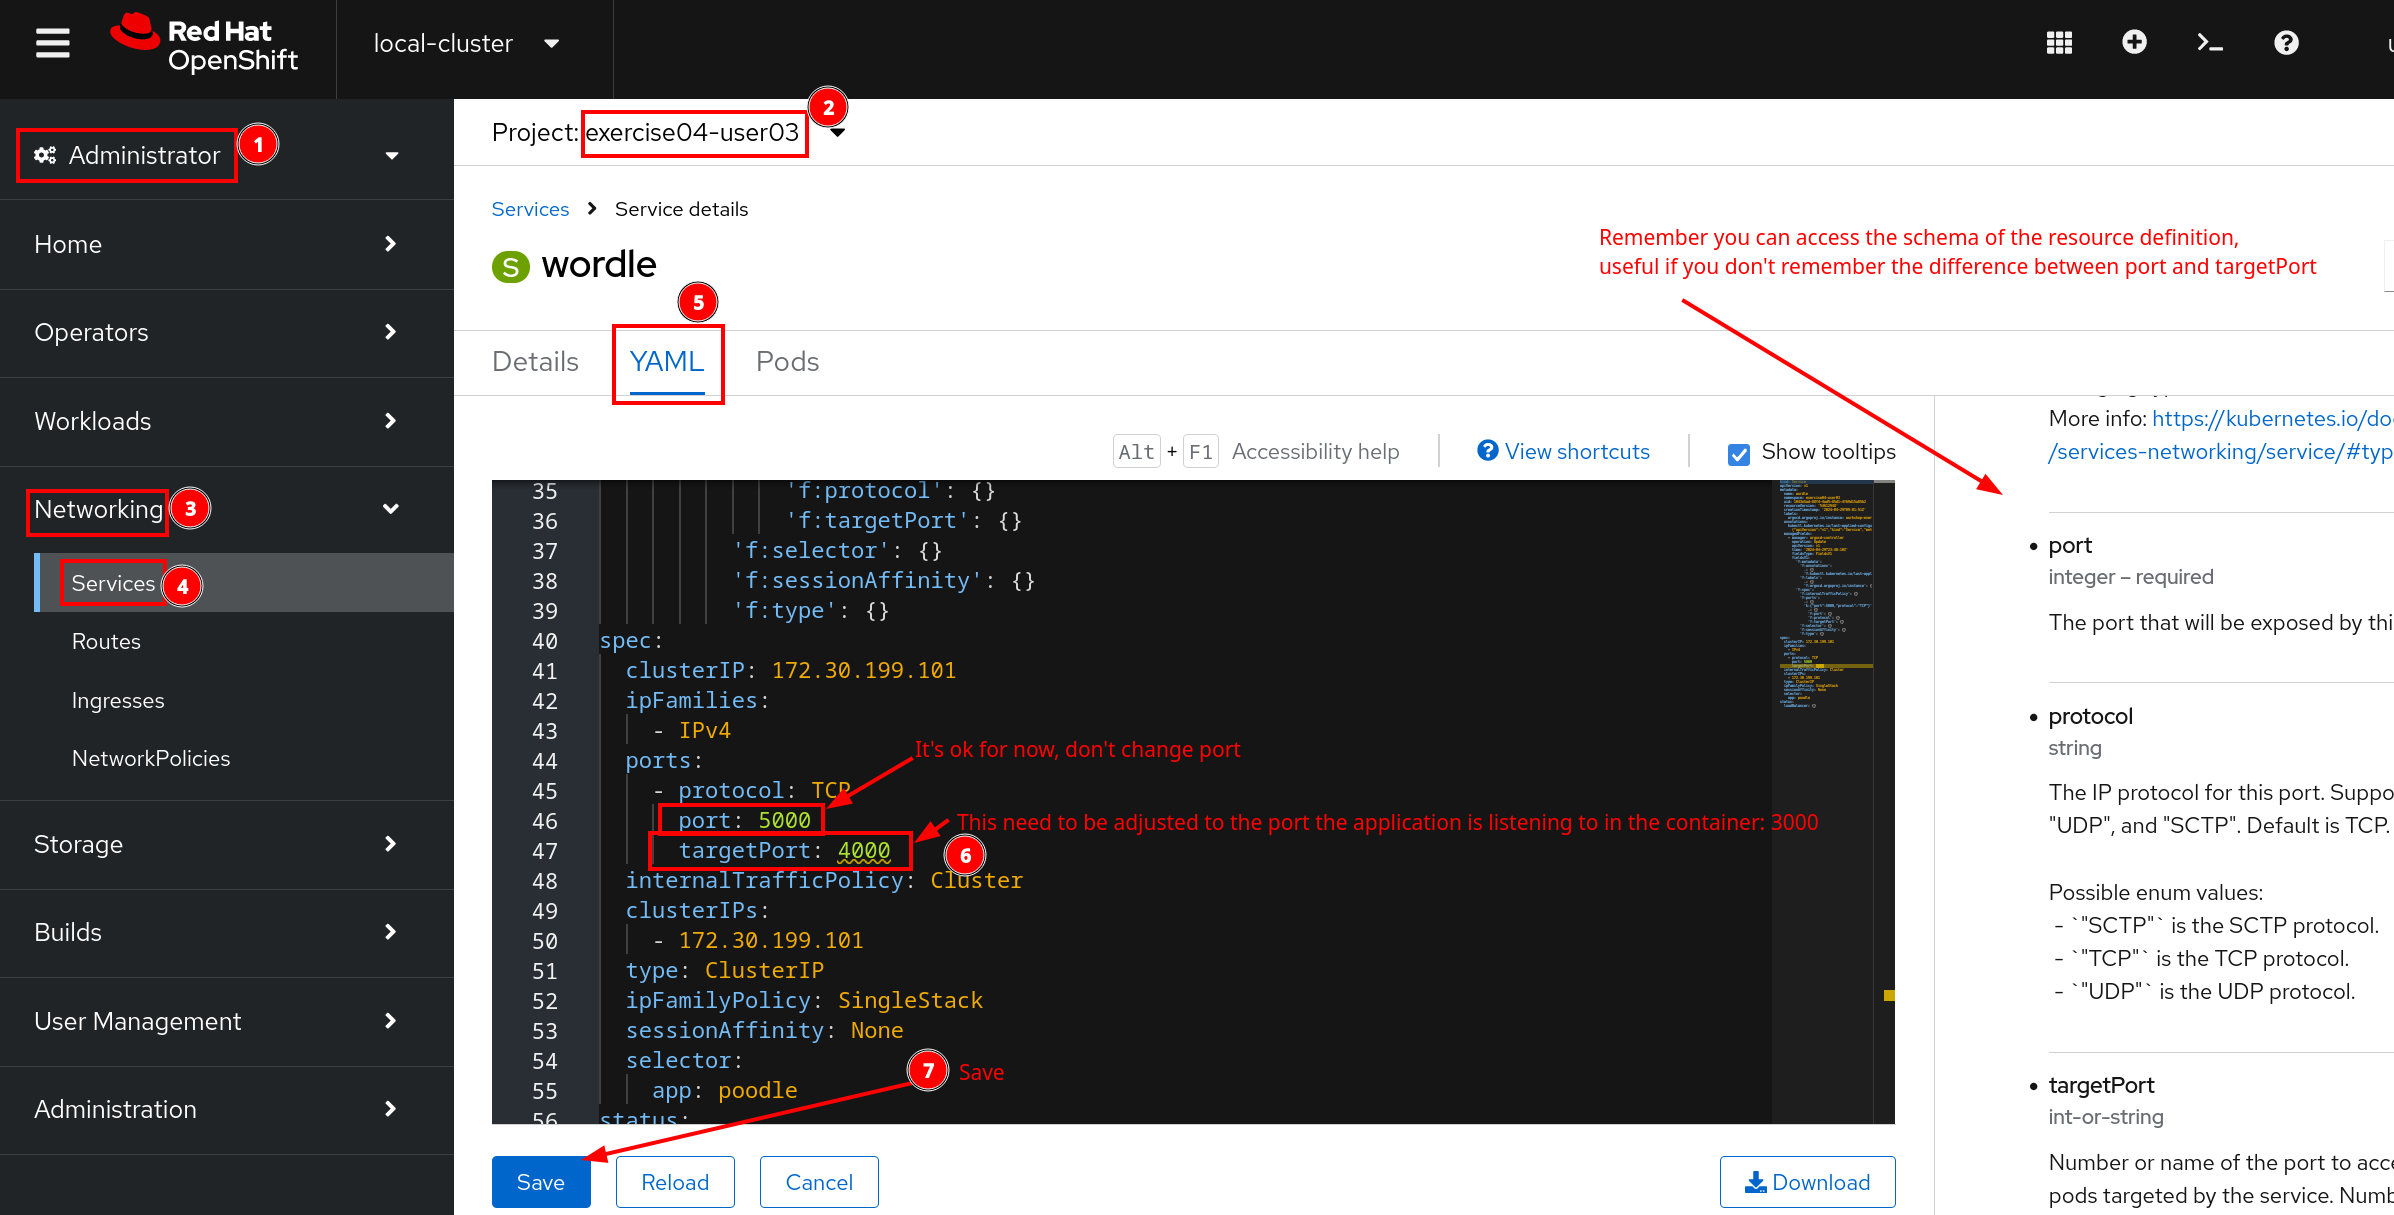 Red Hat
OpenShift
local-cluster
Administrator
1
Home
Operators
Workloads
Networking
3
Services
4
Routes
Ingresses
NetworkPolicies
Storage
Builds
User Management
Administration
Project: exercise04-user03
2
Services > Service details
S wordle
5
Details YAML Pods
Remember you can access the schema of the resource definition,
useful if you don't remember the difference between port and targetPort
Alt + F1 Accessibility help
View shortcuts
Show tooltips
35 'f:protocol': {}
36 'f:targetPort': {}
37 'f:selector': {}
38 'f:sessionAffinity': {}
39 'f:type': {}
40 spec:
41 clusterIP: 172.30.199.101
42 ipFamilies:
43 - IPv4
44 ports:
It's ok for now, don't change port
45 - protocol: TCP
46 port: 5000
This need to be adjusted to the port the application is listening to in the container: 3000
47 targetPort: 4000
6
48 internalTrafficPolicy: Cluster
49 clusterIPs:
50 - 172.30.199.101
51 type: ClusterIP
52 ipFamilyPolicy: SingleStack
53 sessionAffinity: None
54 selector:
7 Save
55 app: poodle
56 status:
Save Reload Cancel
Download
More info: https://kubernetes.io/do
/services-networking/service/#typ
• port
integer – required
The port that will be exposed by thi
• protocol
string
The IP protocol for this port. Suppo
"UDP", and "SCTP". Default is TCP.
Possible enum values:
- `"SCTP"` is the SCTP protocol.
- `"TCP"` is the TCP protocol.
- `"UDP"` is the UDP protocol.
• targetPort
int-or-string
Number or name of the port to acce
pods targeted by the service. Numb